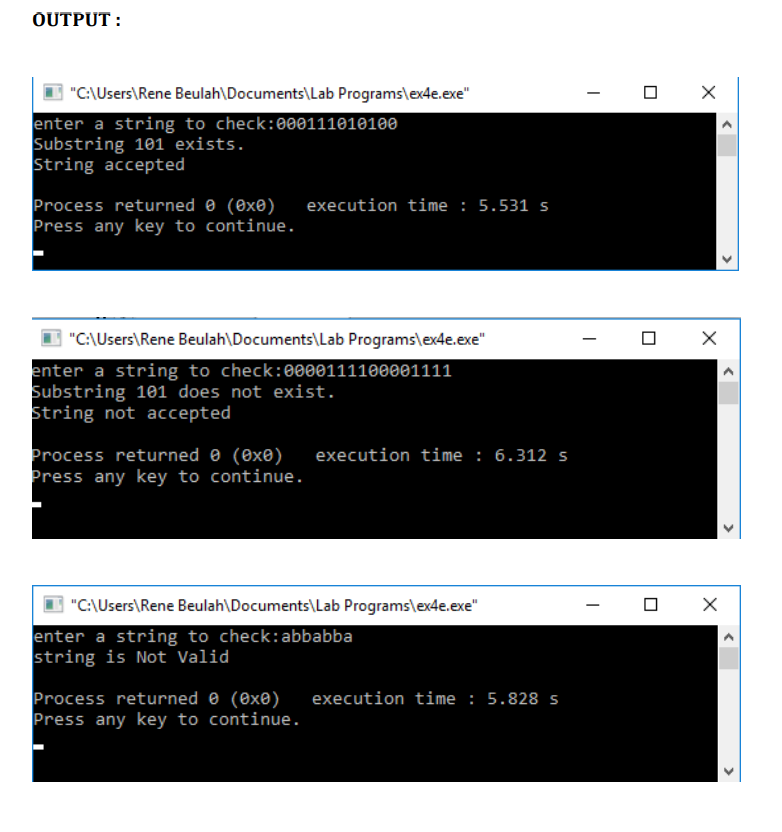 OUTPUT :
"C:\Users\Rene Beulah\Documents\Lab Programs\ex4e.exe"
enter a string to check:000111010100
Substring 101 exists.
String accepted
Process returned 0 (0x0)   execution time : 5.531 s
Press any key to continue.
"C:\Users\Rene Beulah\Documents\Lab Programs\ex4e.exe"
enter a string to check:0000111100001111
Substring 101 does not exist.
String not accepted
Process returned 0 (0x0)   execution time : 6.312 s
Press any key to continue.
"C:\Users\Rene Beulah\Documents\Lab Programs\ex4e.exe"
enter a string to check:abbabba
string is Not Valid
Process returned 0 (0x0)   execution time : 5.828 s
Press any key to continue.